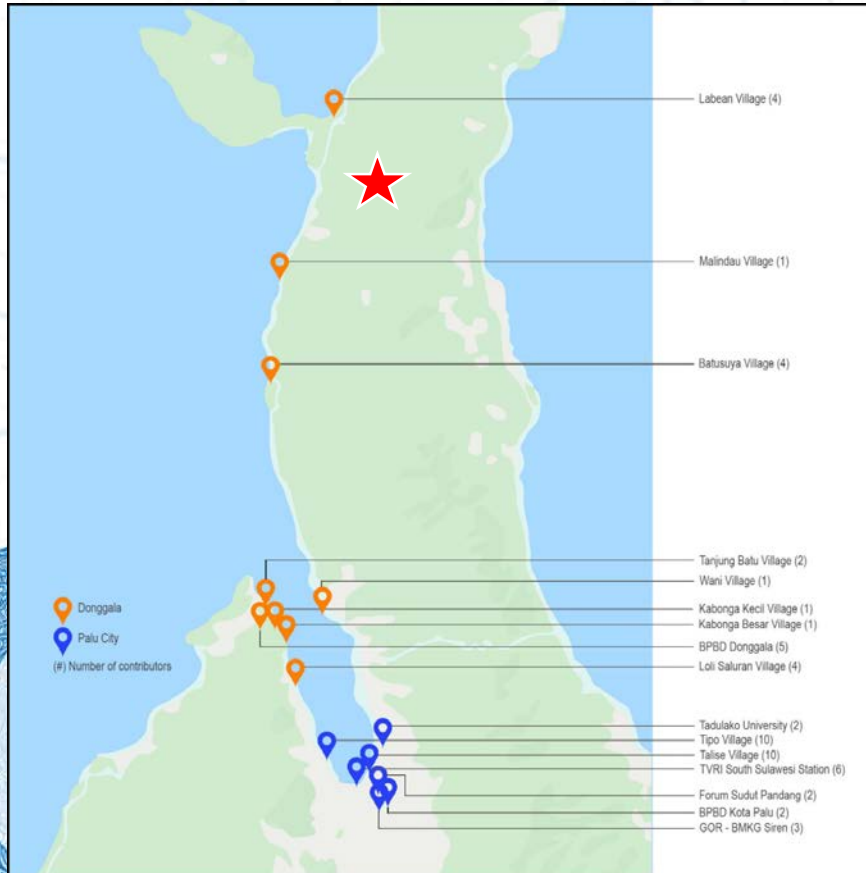 Labean Village (4)
Malindau Village (1)
Batusuya Village (4)
Tanjung Batu Village (2)
Wani Village (1)
Donggala
Kabonga Kecil Village (1)
Kabonga Besar Village (1)
Palu City
BPBD Donggala (5)
(#) Number of contributors
Loli Saluran Village (4)
Tadulako University (2)
Tipo Village (10)
Talise Village (10)
TVRI South Sulawesi Station (6)
Forum Sudut Pandang (2)
BPBD Kota Palu (2)
GOR - BMKG Siren (3)